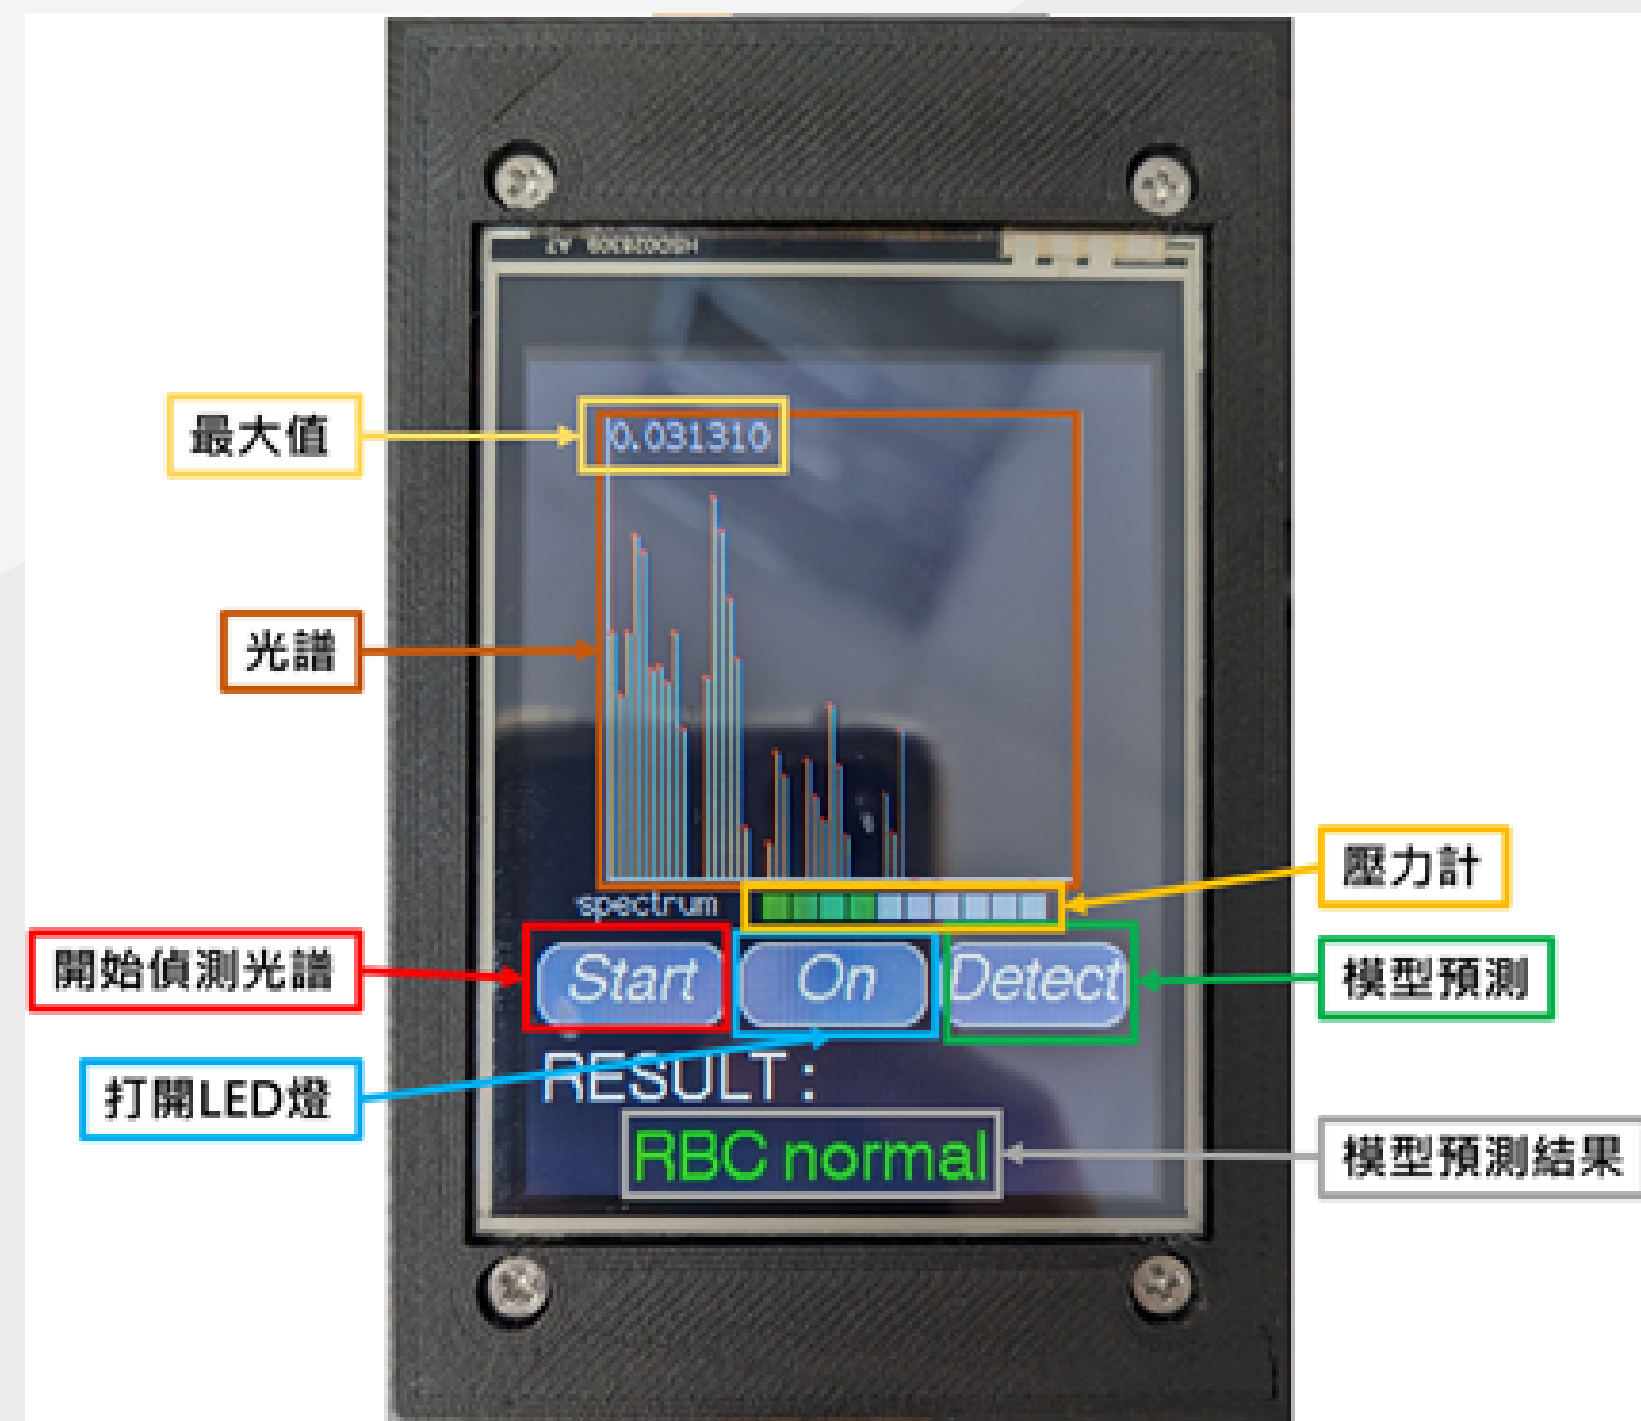 最大值
0.031310
光譜
壓力計
spectrum
開始偵測光譜
Start
On
Detect
模型預測
打開LED燈
RESULT:
RBC normal
模型預測結果